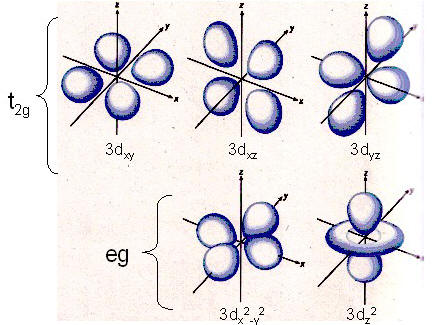 z y z y z y
t2g
x x x
3dxy 3dxz 3dyz
z y z y
eg
x x
3dx²-y² 3dz²